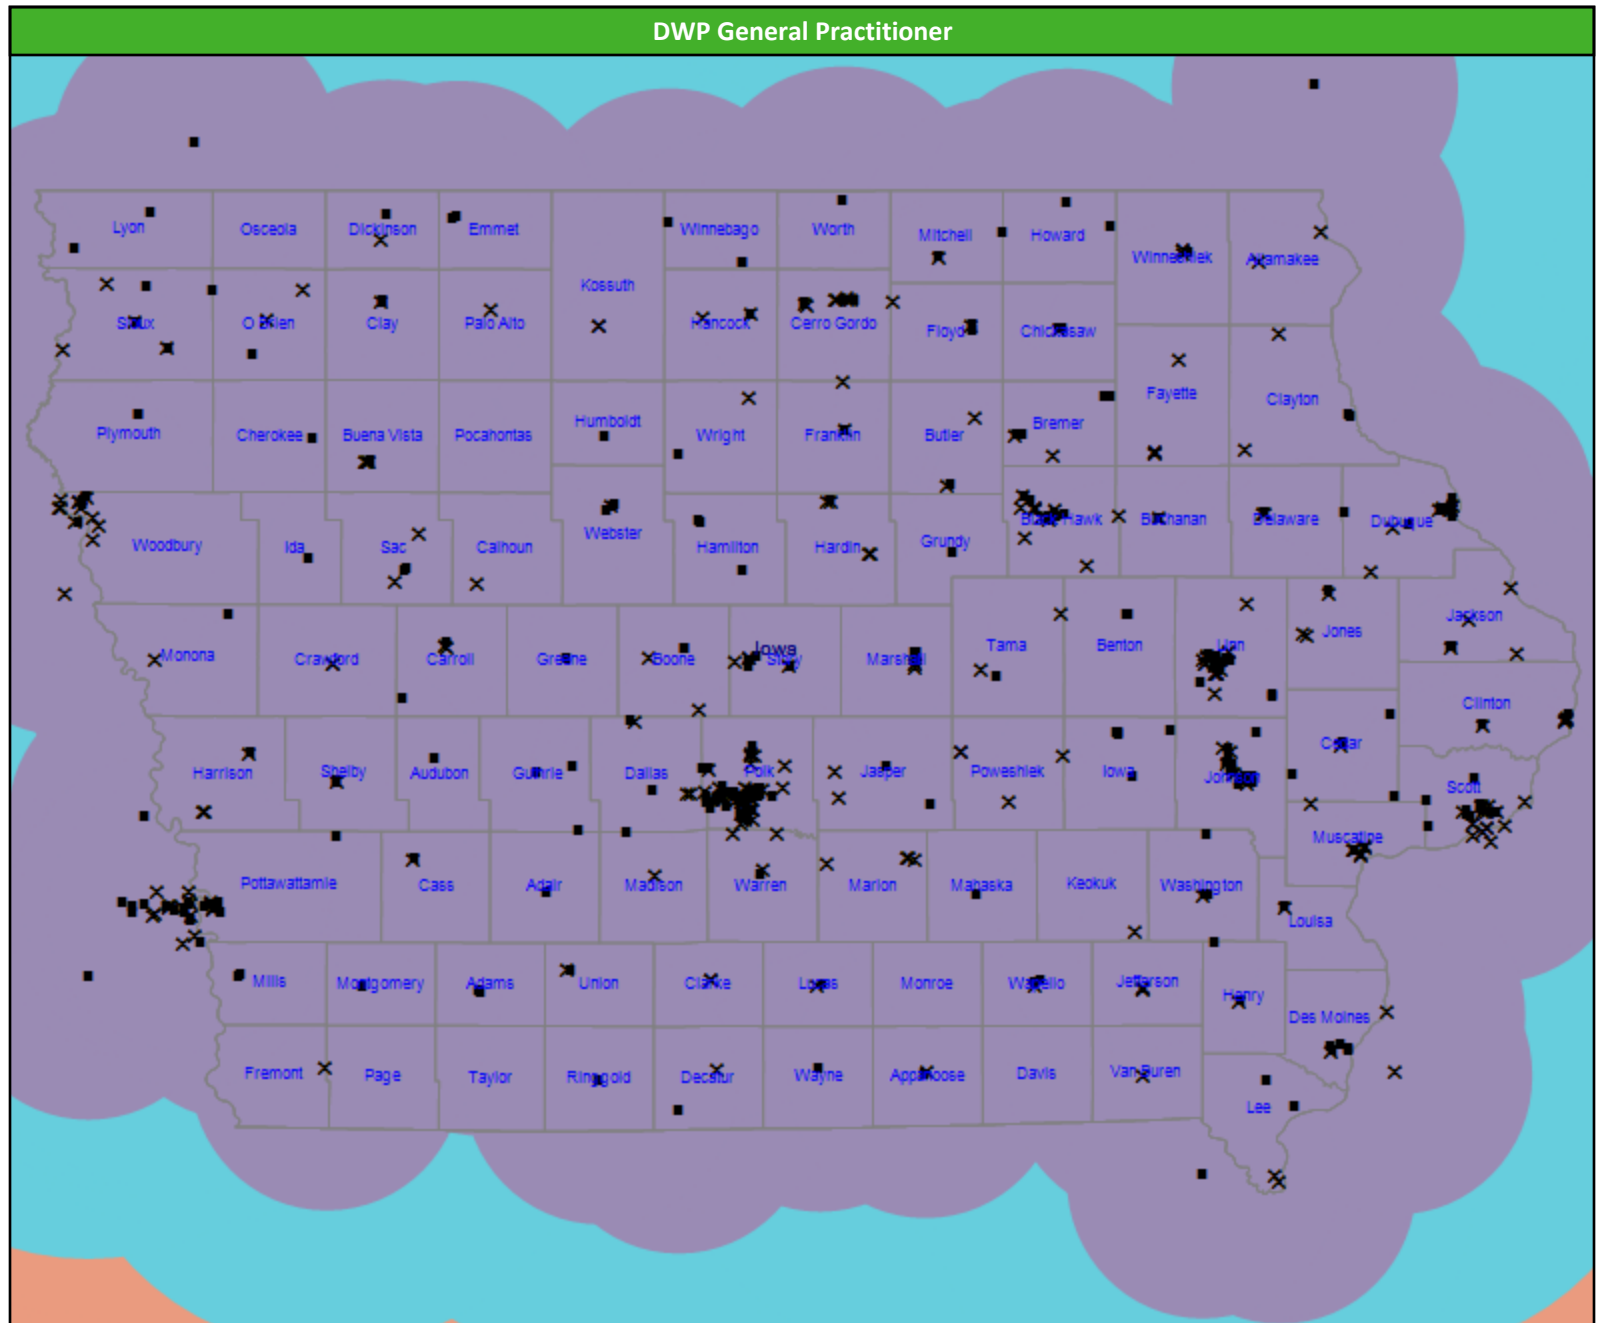 DWP General Practitioner
Lyon
Osceola
Dickinson
Emmet
Winnebago
Worth
Mitchell
Howard
Winneshiek
Allamakee
Kossuth
Sioux
O Brien
Clay
Palo Alto
Hancock
Cerro Gordo
Floyd
Chickasaw
Fayette
Clayton
Plymouth
Cherokee
Buena Vista
Pocahontas
Humboldt
Wright
Franklin
Butler
Bremer
Woodbury
Ida
Sac
Calhoun
Webster
Hamilton
Hardin
Grundy
Black Hawk
Buchanan
Delaware
Dubuque
Monona
Crawford
Carroll
Greene
Boone
Iowa
Story
Marshall
Tama
Benton
Linn
Jones
Jackson
Clinton
Harrison
Shelby
Audubon
Guthrie
Dallas
Polk
Jasper
Poweshiek
Iowa
Johnson
Cedar
Scott
Muscatine
Pottawattamie
Cass
Adair
Madison
Warren
Marion
Mahaska
Keokuk
Washington
Louisa
Mills
Montgomery
Adams
Union
Clarke
Lucas
Monroe
Wapello
Jefferson
Henry
Des Moines
Fremont
Page
Taylor
Ringgold
Decatur
Wayne
Appanoose
Davis
Van Buren
Lee